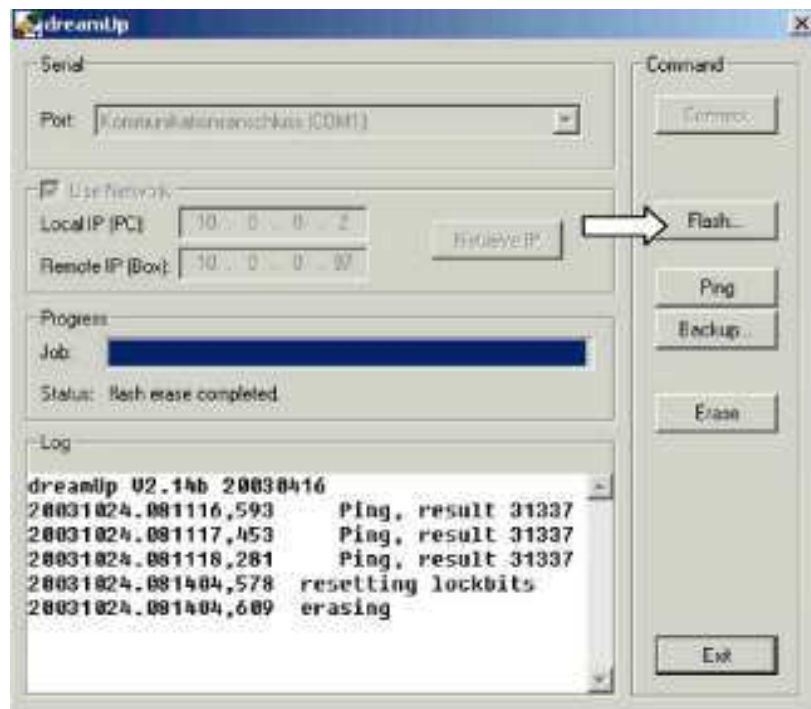 dreamUp
Serial
Port: Kommunikationsanschluss (COM1)
Use Network
Local IP (PC): 10 . 0 . 0 . 2
Remote IP (Box): 10 . 0 . 0 . 97
Retrieve IP
Progress
Job:
Status: flash erase completed.
Log
dreamUp V2.14b 20030416
20031024.081116,593 Ping, result 31337
20031024.081117,453 Ping, result 31337
20031024.081118,281 Ping, result 31337
20031024.081404,578 resetting lockbits
20031024.081404,609 erasing
Command
Connect
Flash...
Ping
Backup...
Erase
Exit